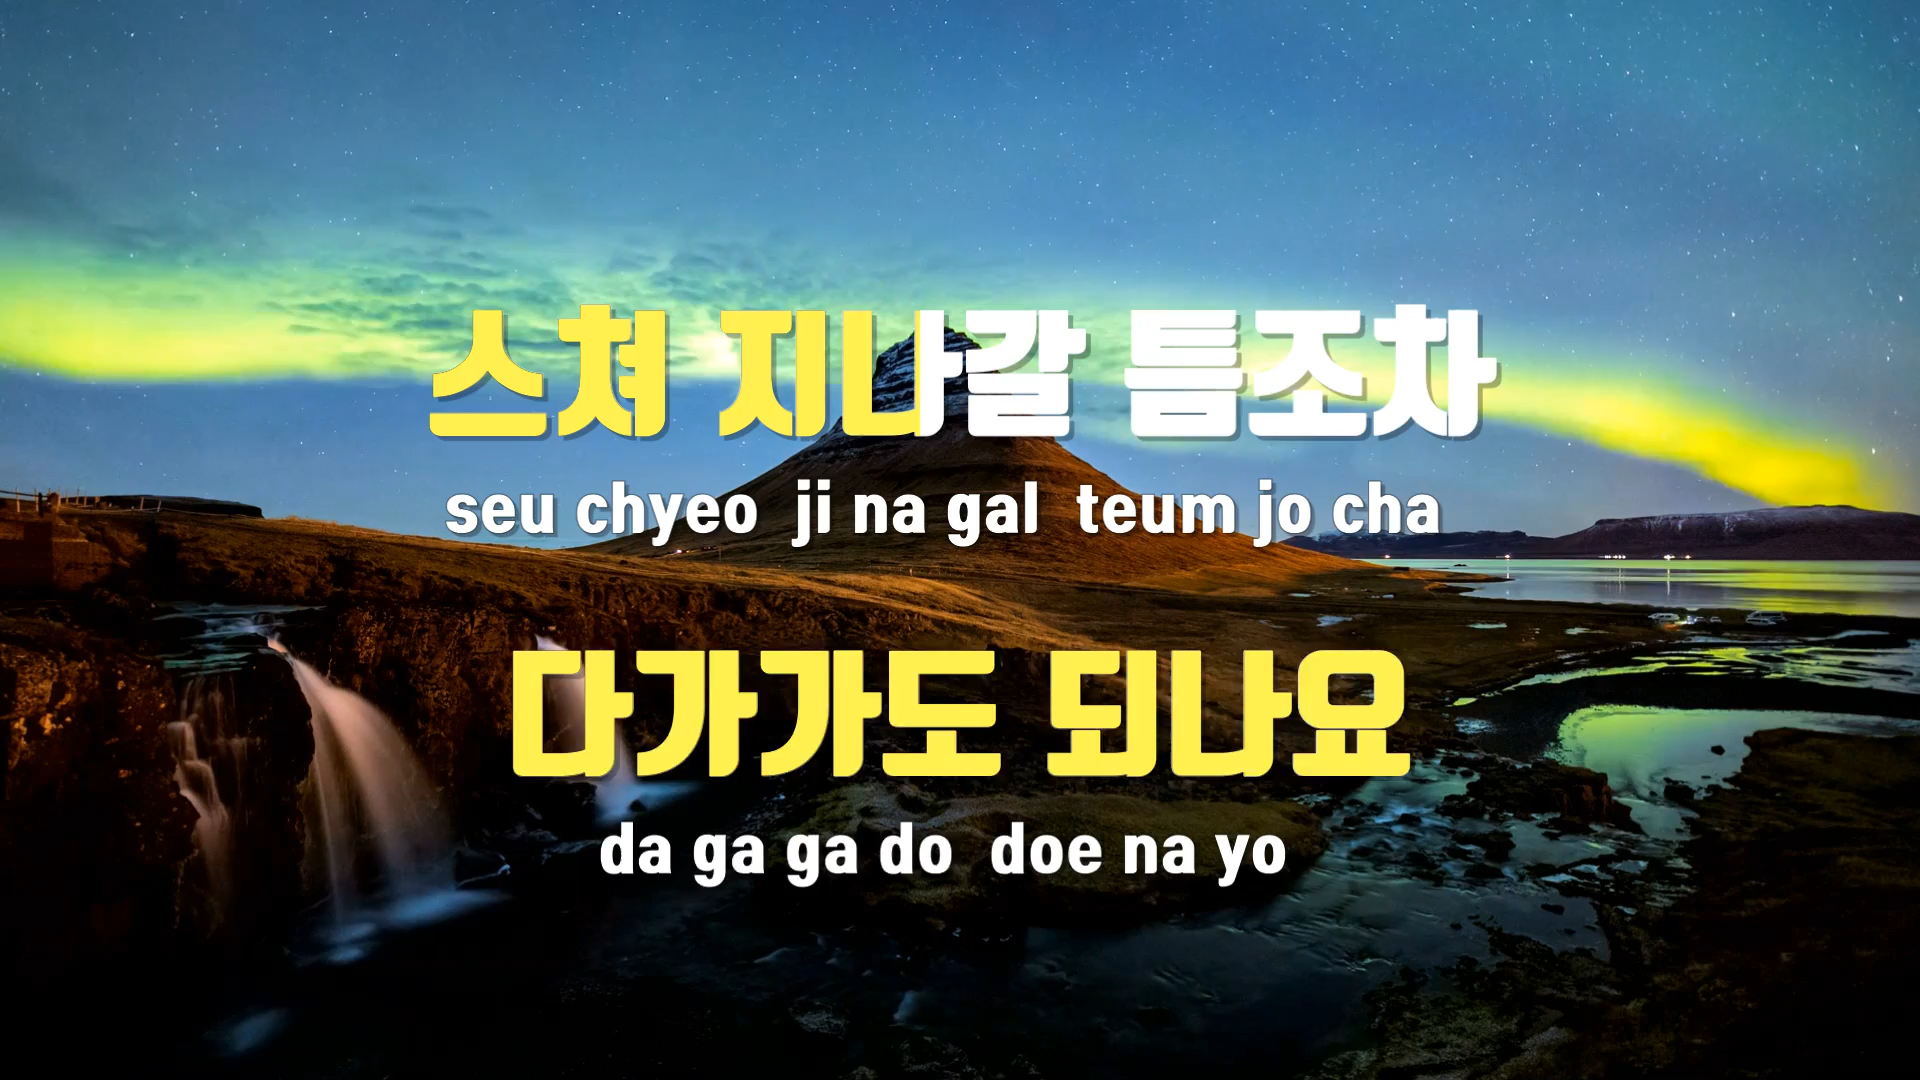 스쳐 지나갈 틈조차
seu chyeo ji na gal teum jo cha
다가가도 되나요
da ga ga do doe na yo